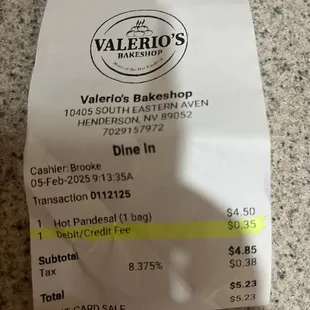 VALERIO'S
BAKESHOP
Valerio's Bakeshop
10405 SOUTH EASTERN AVEN
HENDERSON, NV 89052
7029157972
Dine In
Cashier: Brooke
05-Feb-2025 9:13:35A
Transaction 0112125
1 Hot Pandesal (1 bag) $4.50
1 Debit/Credit Fee $0.35
Subtotal $4.85
Tax 8.375% $0.38
Total $5.23
CARD SALE $5.23